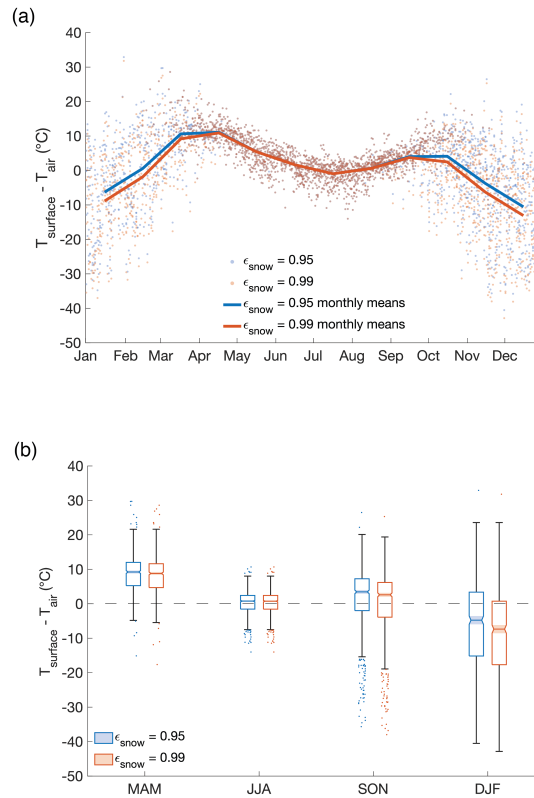 (a)
40
30
20
10
0
-10
-20
-30
-40
-50
T_surface - T_air (°C)
ϵ_snow = 0.95
ϵ_snow = 0.99
ϵ_snow = 0.95 monthly means
ϵ_snow = 0.99 monthly means
Jan Feb Mar Apr May Jun Jul Aug Sep Oct Nov Dec
(b)
40
30
20
10
0
-10
-20
-30
-40
-50
T_surface - T_air (°C)
ϵ_snow = 0.95
ϵ_snow = 0.99
MAM JJA SON DJF